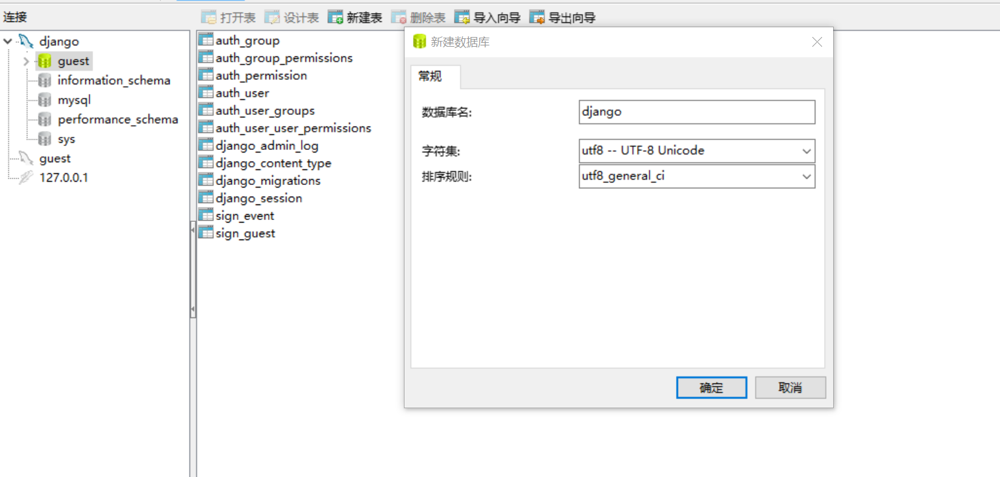 连接
打开表 设计表 新建表 删除表 导入向导 导出向导
django
guest
information_schema
mysql
performance_schema
sys
guest
127.0.0.1
auth_group
auth_group_permissions
auth_permission
auth_user
auth_user_groups
auth_user_user_permissions
django_admin_log
django_content_type
django_migrations
django_session
sign_event
sign_guest
新建数据库
常规
数据库名: django
字符集: utf8 -- UTF-8 Unicode
排序规则: utf8_general_ci
确定 取消